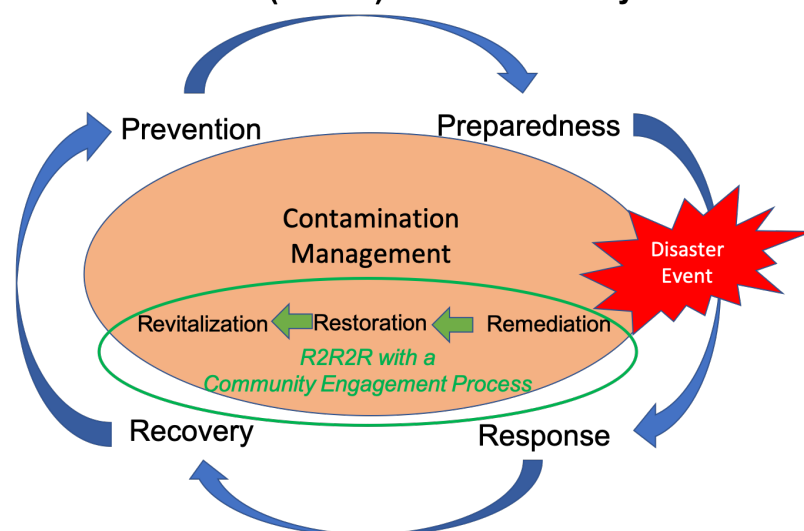 Prevention
Preparedness
Contamination
Management
Disaster
Event
Revitalization
Restoration
Remediation
R2R2R with a
Community Engagement Process
Recovery
Response